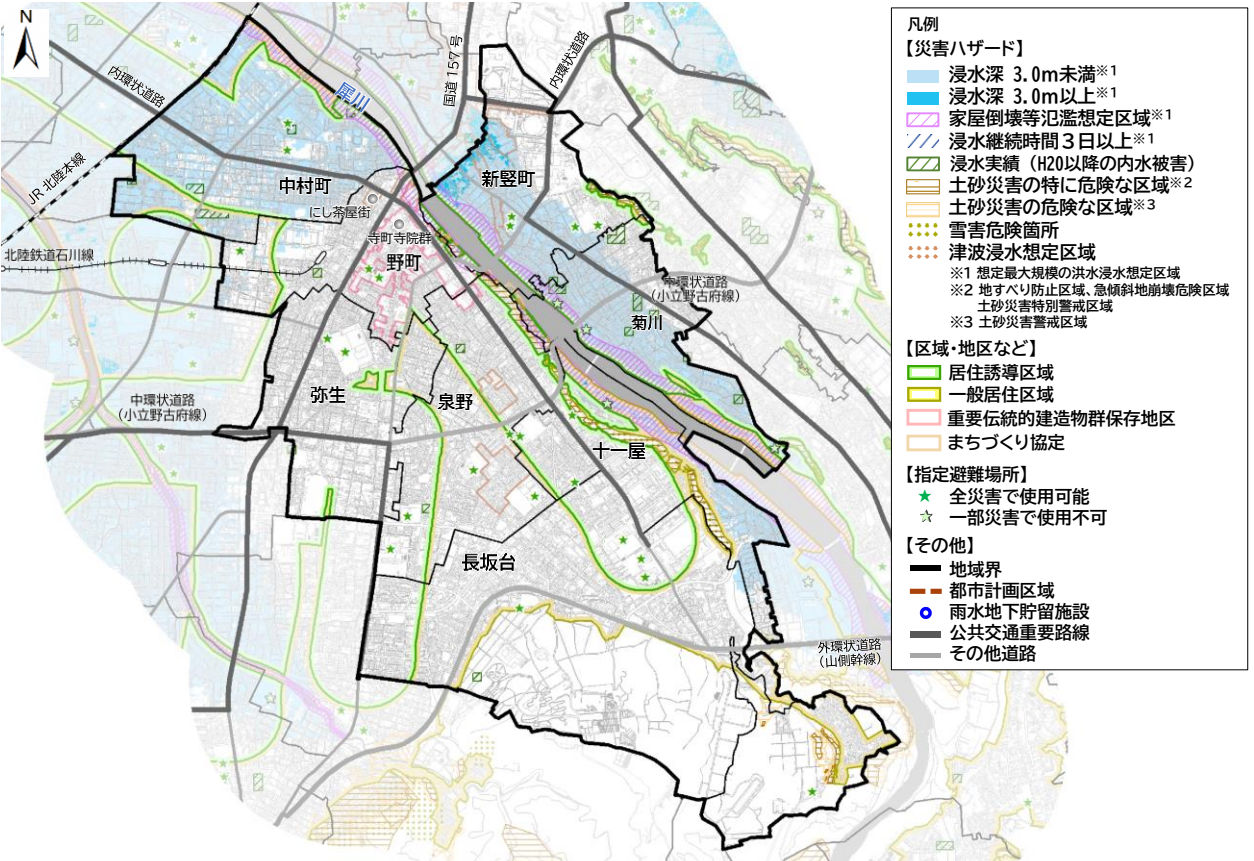 N
内環状道路
JR 北陸本線
北陸鉄道石川線
犀川
国道 157 号
内環状道路
中村町
にし茶屋街
寺町寺院群
野町
新竪町
中環状道路
(小立野古府線)
菊川
中環状道路
(小立野古府線)
弥生
泉野
十一屋
長坂台
外環状道路
(山側幹線)
凡例
【災害ハザード】
浸水深 3.0m未満※1
浸水深 3.0m以上※1
家屋倒壊等氾濫想定区域※1
浸水継続時間３日以上※1
浸水実績（H20以降の内水被害）
土砂災害の特に危険な区域※2
土砂災害の危険な区域※3
雪害危険箇所
津波浸水想定区域
※1 想定最大規模の洪水浸水想定区域
※2 地すべり防止区域、急傾斜地崩壊危険区域
土砂災害特別警戒区域
※3 土砂災害警戒区域
【区域・地区など】
居住誘導区域
一般居住区域
重要伝統的建造物群保存地区
まちづくり協定
【指定避難場所】
全災害で使用可能
一部災害で使用不可
【その他】
地域界
都市計画区域
雨水地下貯留施設
公共交通重要路線
その他道路